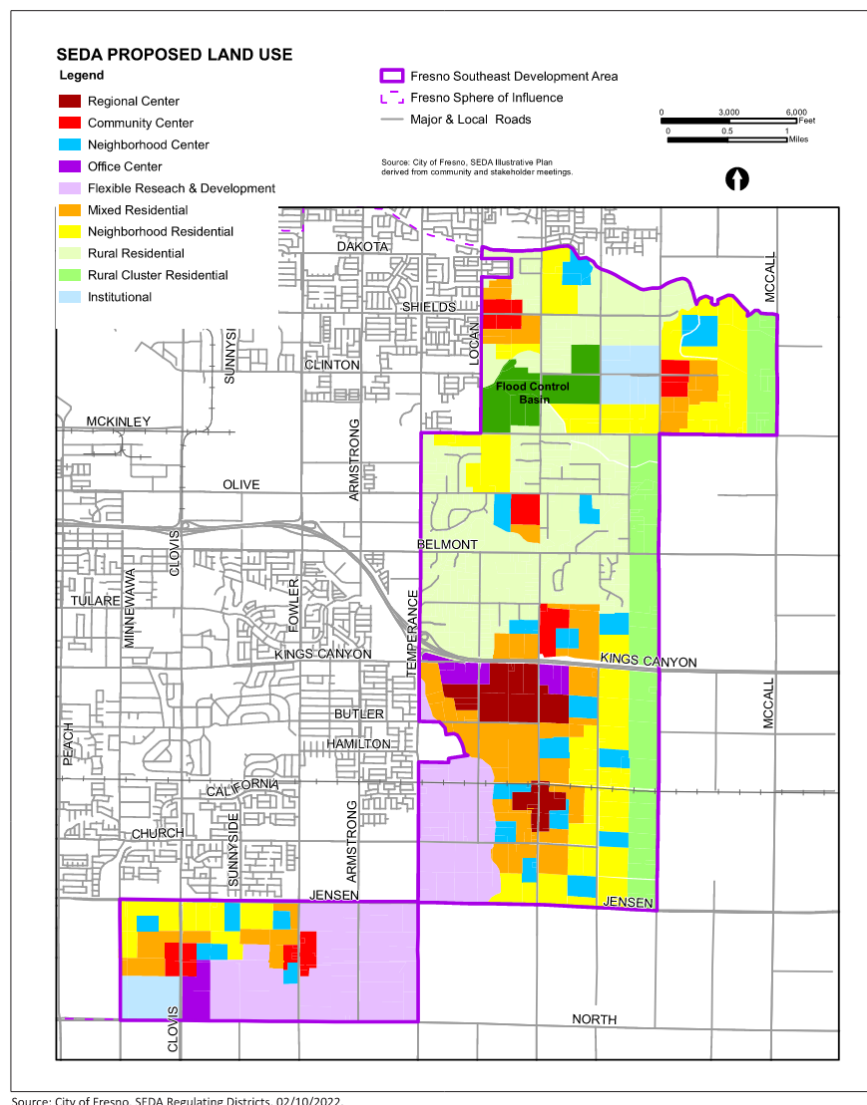 SEDA PROPOSED LAND USE
Legend
Regional Center
Community Center
Neighborhood Center
Office Center
Flexible Reseach & Development
Mixed Residential
Neighborhood Residential
Rural Residential
Rural Cluster Residential
Institutional
Fresno Southeast Development Area
Fresno Sphere of Influence
Major & Local Roads
Source: City of Fresno, SEDA Illustrative Plan
derived from community and stakeholder meetings.
0 3,000 6,000
Feet
0 0.5 1
Miles
DAKOTA
MCCALL
SHIELDS
SUNNYSI
LOCAN
CLINTON
Flood Control
Basin
MCKINLEY
ARMSTRONG
OLIVE
CLOVIS
BELMONT
TULARE
MINNEWAWA
FOWLER
TEMPERANCE
KINGS CANYON
KINGS CANYON
MCCALL
BUTLER
PEACH
HAMILTON
CALIFORNIA
ARMSTRONG
CHURCH
SUNNYSIDE
JENSEN
JENSEN
CLOVIS
NORTH
Source: City of Fresno, SEDA Regulating Districts, 02/10/2022.